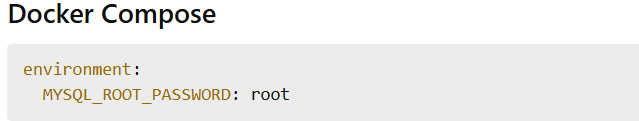 Docker Compose
environment:
  MYSQL_ROOT_PASSWORD: root